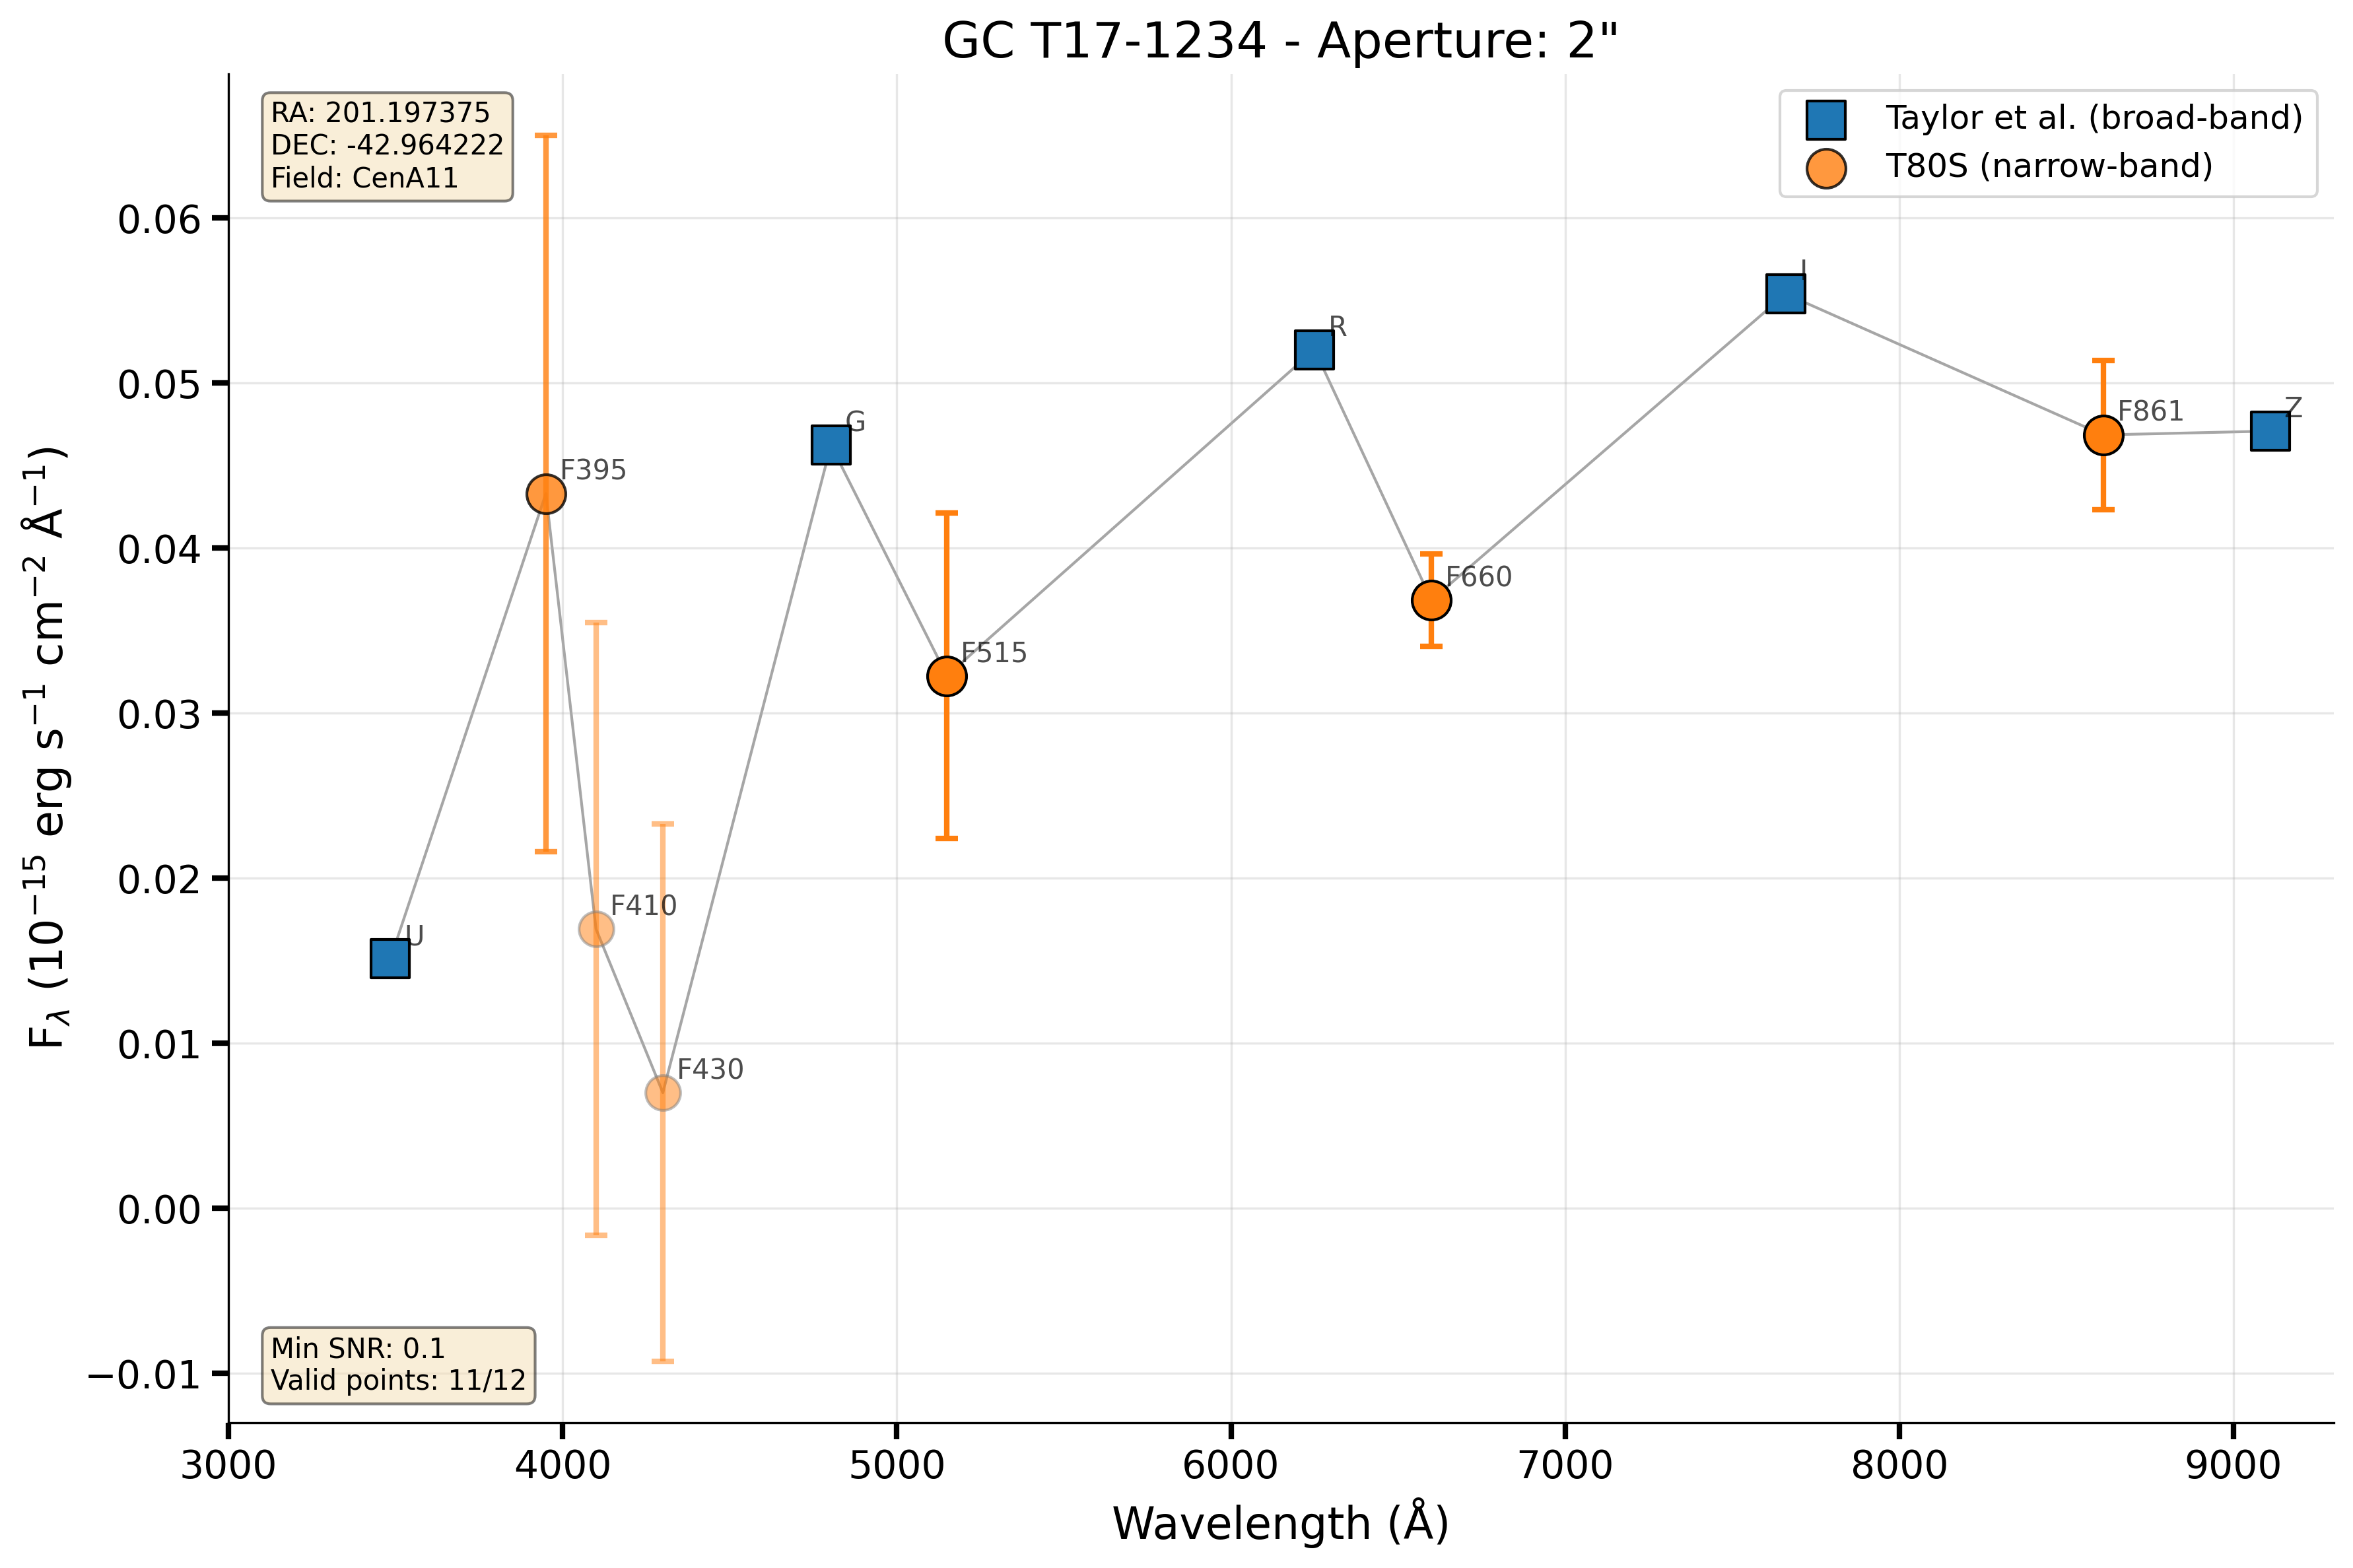 GC T17-1234 - Aperture: 2"
RA: 201.197375
DEC: -42.964222
Field: CenA11
Taylor et al. (broad-band)
T80S (narrow-band)
F_λ (10⁻¹⁵ erg s⁻¹ cm⁻² Å⁻¹)
0.06
0.05
0.04
0.03
0.02
0.01
0.00
−0.01
U
F395
F410
F430
G
F515
R
F660
I
F861
Z
Min SNR: 0.1
Valid points: 11/12
3000
4000
5000
6000
7000
8000
9000
Wavelength (Å)